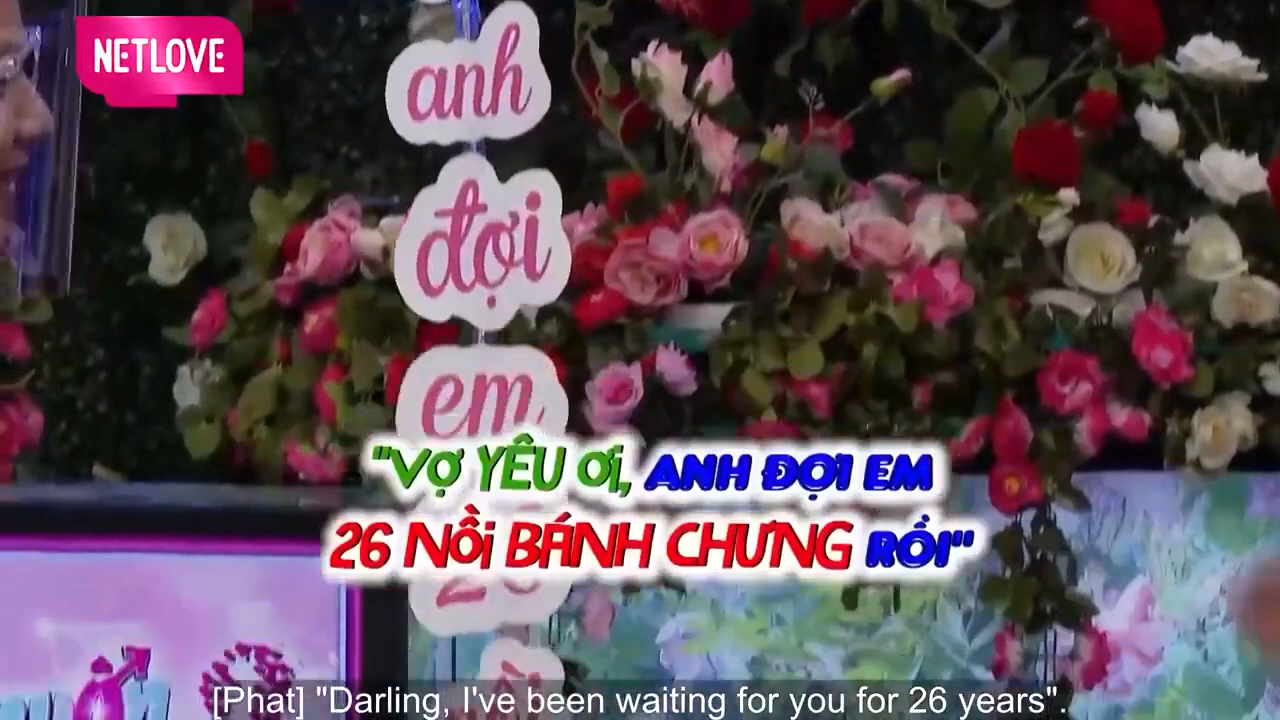 NETLOVE
anh
đợi
em
26
"VỢ YÊU ƠI, ANH ĐỢI EM
26 NỒI BÁNH CHƯNG RỒI"
[Phat] "Darling, I've been waiting for you for 26 years".